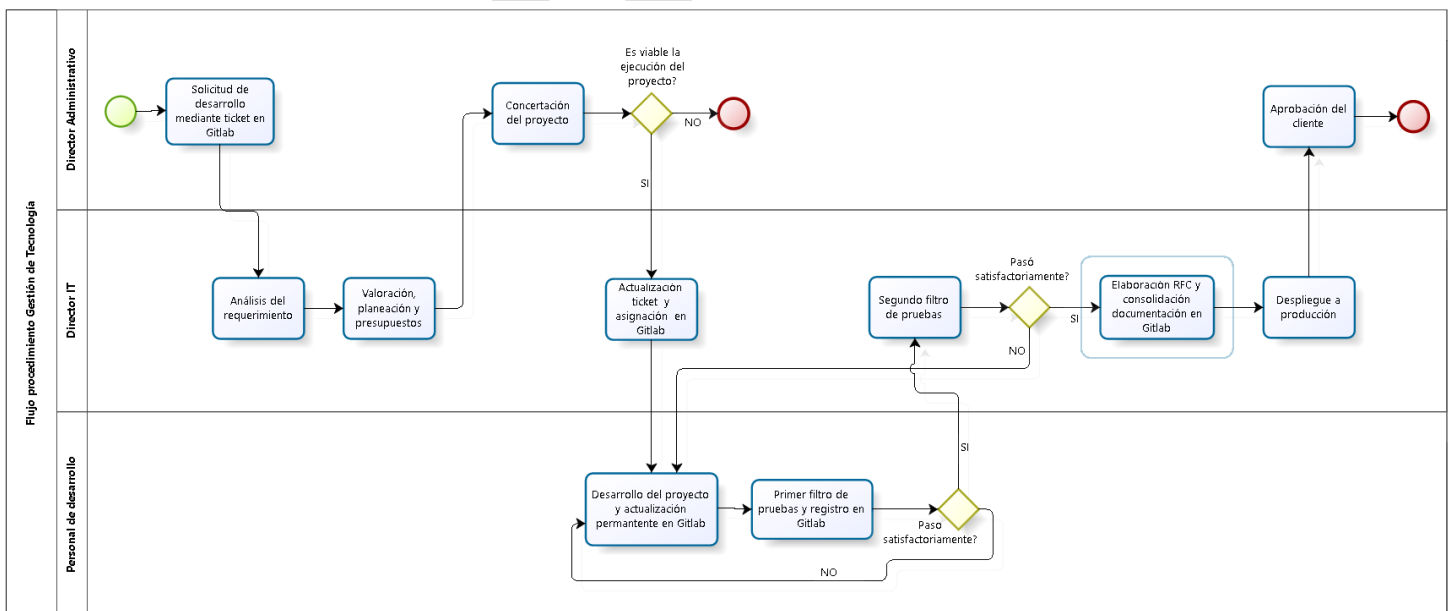 Flujo procedimiento Gestión de Tecnología
Director Administrativo
Solicitud de
desarrollo
mediante ticket en
Gitlab
Concertación
del proyecto
Es viable la
ejecución del
proyecto?
NO
SI
Aprobación del
cliente
Director IT
Análisis del
requerimiento
Valoración,
planeación y
presupuestos
Actualización
ticket y
asignación en
Gitlab
Segundo filtro
de pruebas
Pasó
satisfactoriamente?
SI
NO
Elaboración RFC y
consolidación
documentación en
Gitlab
Despliegue a
producción
Personal de desarrollo
Desarrollo del proyecto
y actualización
permantente en Gitlab
Primer filtro de
pruebas y registro en
Gitlab
SI
Paso
satisfactoriamente?
NO